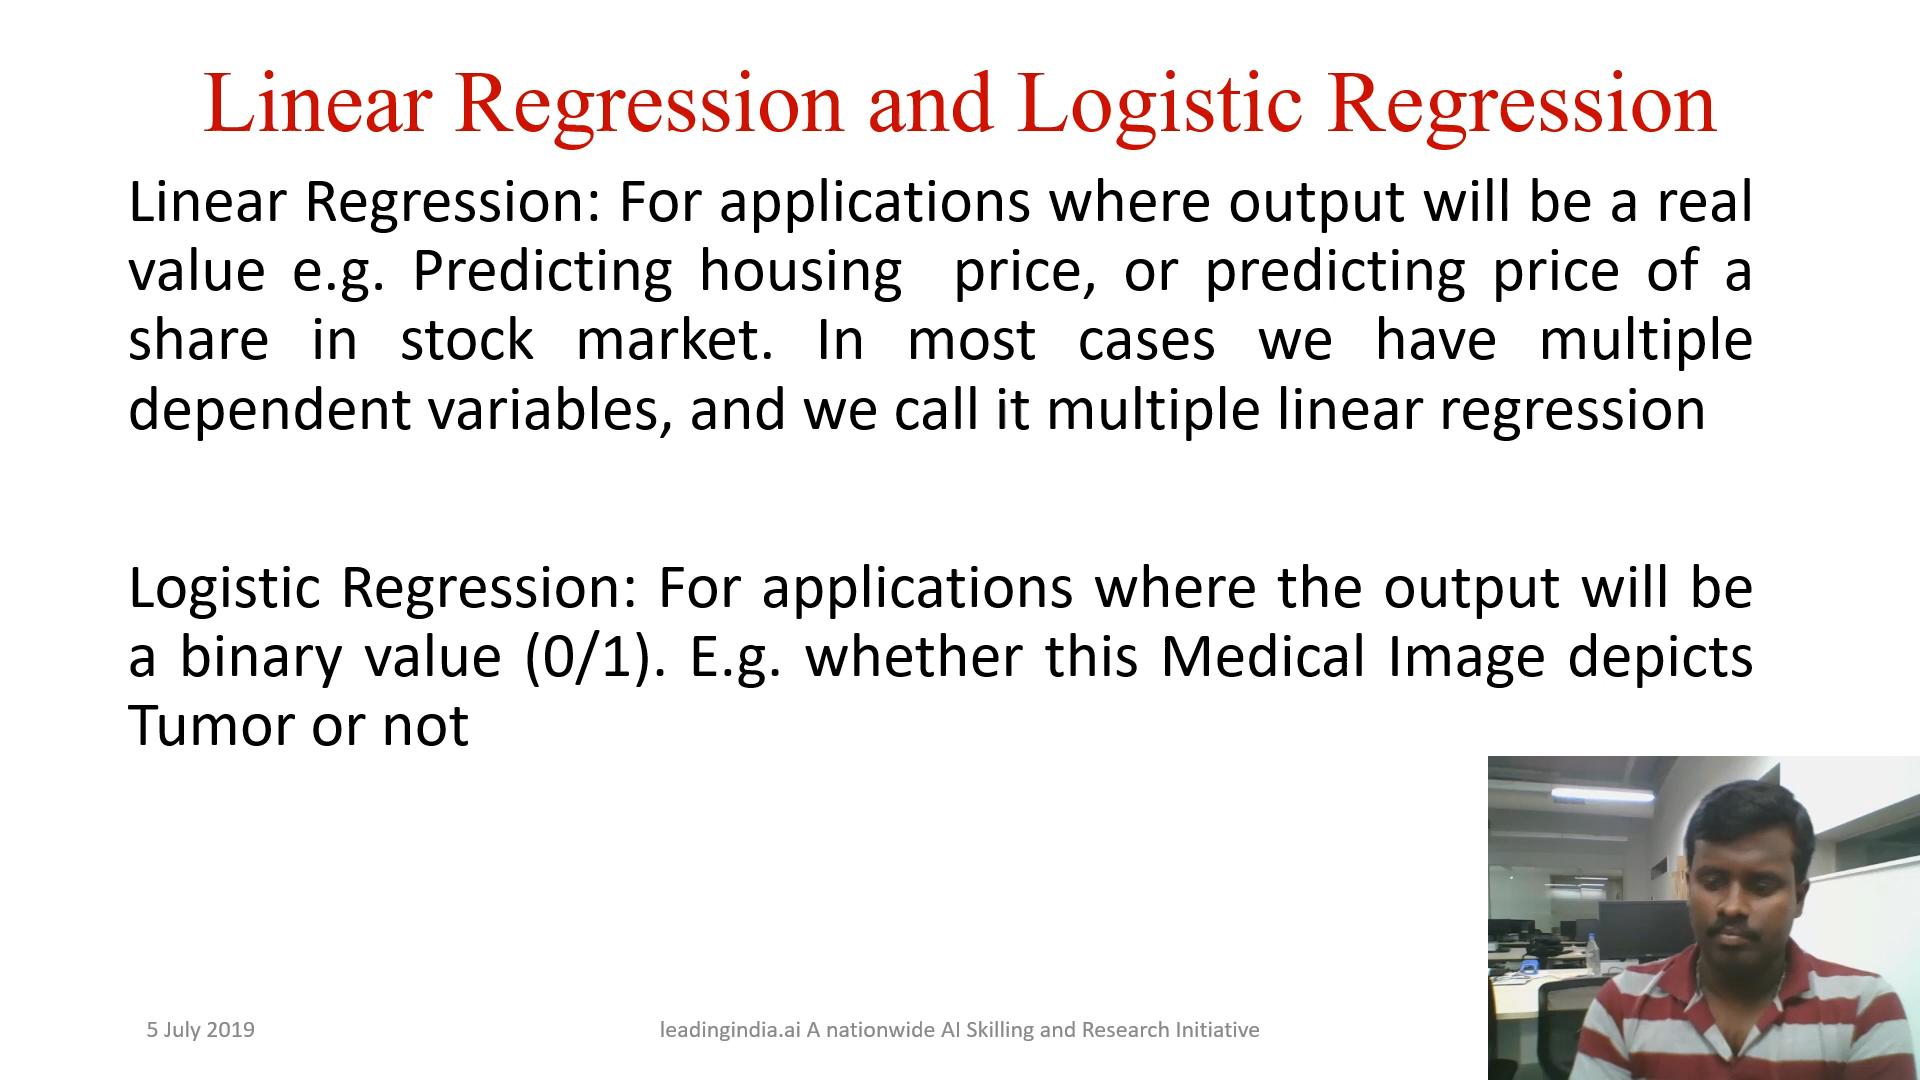 Linear Regression and Logistic Regression
Linear Regression: For applications where output will be a real
value e.g. Predicting housing price, or predicting price of a
share in stock market. In most cases we have multiple
dependent variables, and we call it multiple linear regression
Logistic Regression: For applications where the output will be
a binary value (0/1). E.g. whether this Medical Image depicts
Tumor or not
5 July 2019
leadingindia.ai A nationwide AI Skilling and Research Initiative